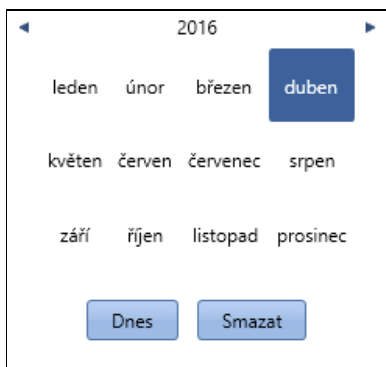 2016
leden únor březen duben
květen červen červenec srpen
září říjen listopad prosinec
Dnes Smazat